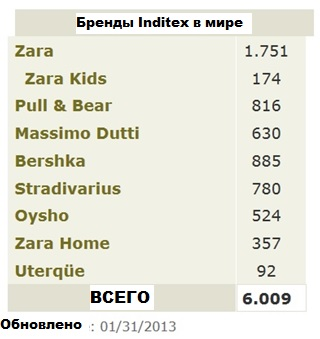 Бренды Inditex в мире
Zara 1.751
Zara Kids 174
Pull & Bear 816
Massimo Dutti 630
Bershka 885
Stradivarius 780
Oysho 524
Zara Home 357
Uterqüe 92
ВСЕГО 6.009
Обновлено : 01/31/2013